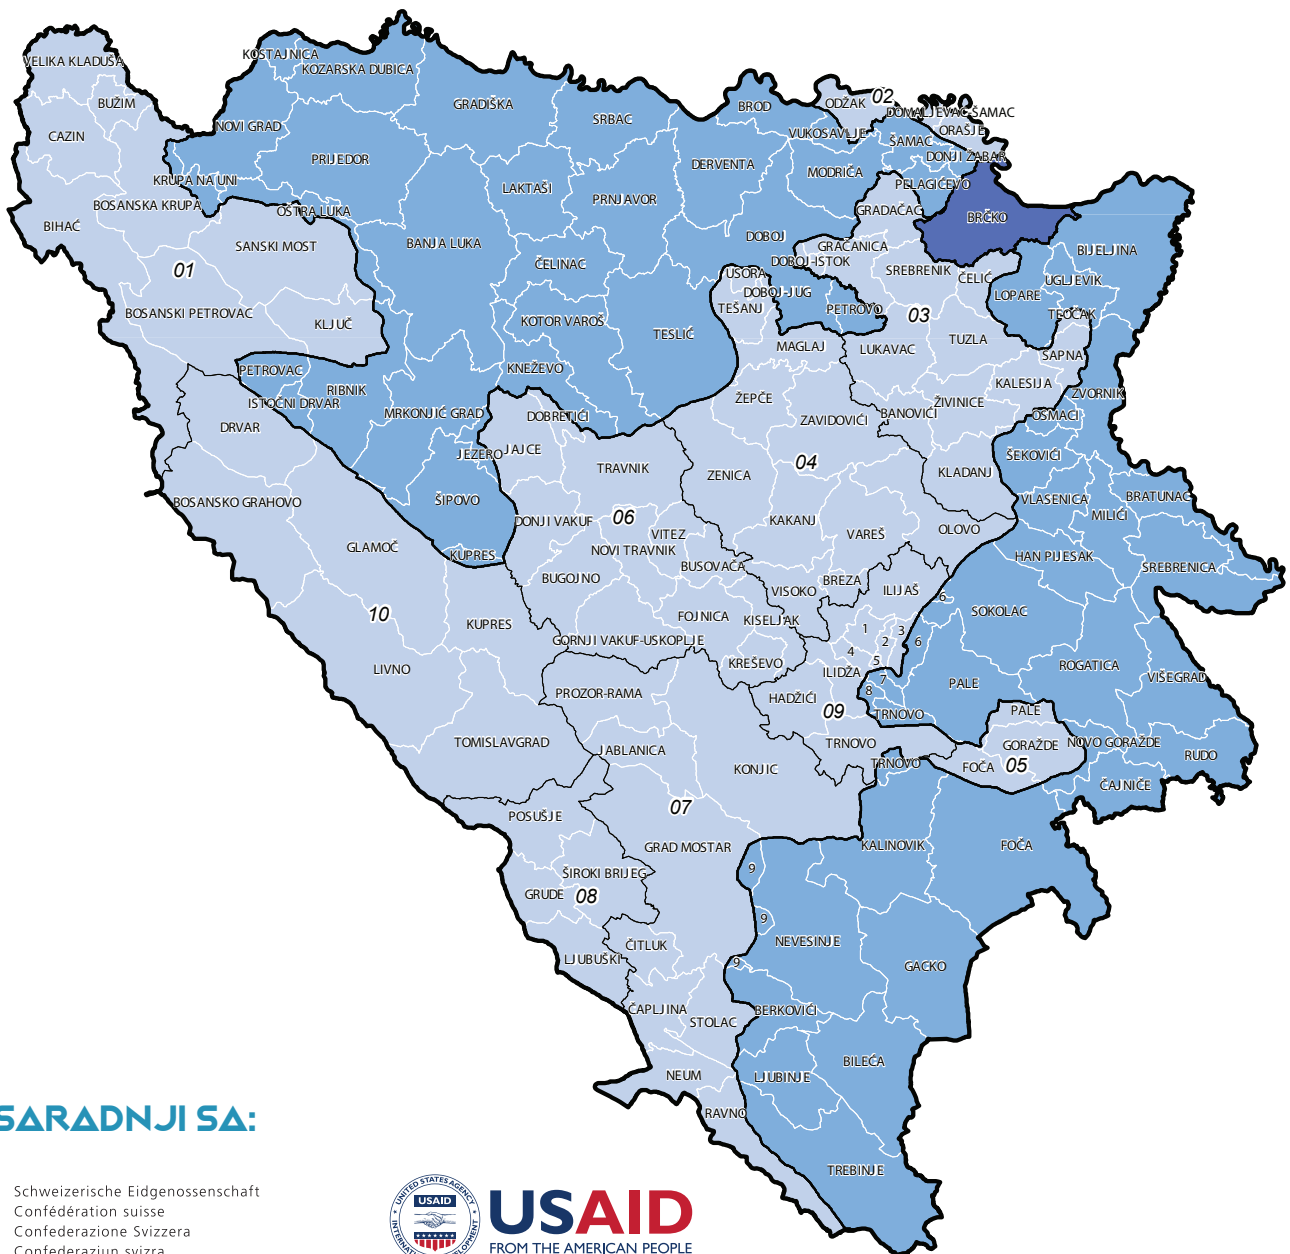 VELIKA KLADUŠA
BUŽIM
CAZIN
KOSTAJNICA
KOZARSKA DUBICA
NOVI GRAD
GRADIŠKA
SRBAC
BROD
ODŽAK
02
DOMALJEVAC-ŠAMAC
ORAŠJE
VUKOSAVLJE
ŠAMAC
DONJI ŽABAR
PRIJEDOR
KRUPA NA UNI
LAKTAŠI
PRNJAVOR
DERVENTA
MODRIČA
PELAGIĆEVO
BOSANSKA KRUPA
OŠTRA LUKA
BIHAĆ
SANSKI MOST
BANJA LUKA
DOBOJ
GRADAČAC
BRČKO
01
ČELINAC
GRAČANICA
DOBOJ-ISTOK
SREBRENIK
ČELIĆ
BIJELJINA
UGLJEVIK
LOPARE
TEOČAK
USORA
DOBOJ-JUG
TEŠANJ
PETROVO
03
BOSANSKI PETROVAC
KLJUČ
KOTOR VAROŠ
TESLIĆ
MAGLAJ
LUKAVAC
TUZLA
SAPNA
PETROVAC
RIBNIK
ISTOČNI DRVAR
KNEŽEVO
KALESIJA
ZVORNIK
DRVAR
MRKONJIĆ GRAD
DOBRETIĆI
ŽEPČE
ZAVIDOVIĆI
BANOVIĆI
ŽIVINICE
OSMACI
JEZERO
JAJCE
TRAVNIK
ZENICA
04
KLADANJ
ŠEKOVIĆI
BOSANSKO GRAHOVO
ŠIPOVO
VLASENICA
BRATUNAC
MILIĆI
GLAMOČ
DONJI VAKUF
06
VITEZ
NOVI TRAVNIK
KAKANJ
VAREŠ
OLOVO
KUPRES
BUGOJNO
BUSOVAČA
HAN PIJESAK
SREBRENICA
VISOKO
BREZA
ILIJAŠ
6
10
KUPRES
FOJNICA
KISELJAK
SOKOLAC
1
2
3
6
GORNJI VAKUF-USKOPLJE
4
5
LIVNO
KREŠEVO
ILIDŽA
7
8
ROGATICA
VIŠEGRAD
PROZOR-RAMA
HADŽIĆI
09
PALE
TRNOVO
PALE
TOMISLAVGRAD
JABLANICA
KONJIC
TRNOVO
TRNOVO
GORAŽDE
FOČA
05
NOVO GORAŽDE
RUDO
ČAJNIČE
POSUŠJE
07
GRAD MOSTAR
KALINOVIK
FOČA
ŠIROKI BRIJEG
GRUDE
08
9
9
9
ČITLUK
LJUBUŠKI
NEVESINJE
GACKO
ČAPLJINA
STOLAC
BERKOVIĆI
NEUM
LJUBINJE
BILEĆA
RAVNO
TREBINJE
SARADNJI SA:
Schweizerische Eidgenossenschaft
Confédération suisse
Confederazione Svizzera
Confederaziun svizra
UNITED STATES AGENCY
INTERNATIONAL DEVELOPMENT
USAID
USAID
FROM THE AMERICAN PEOPLE